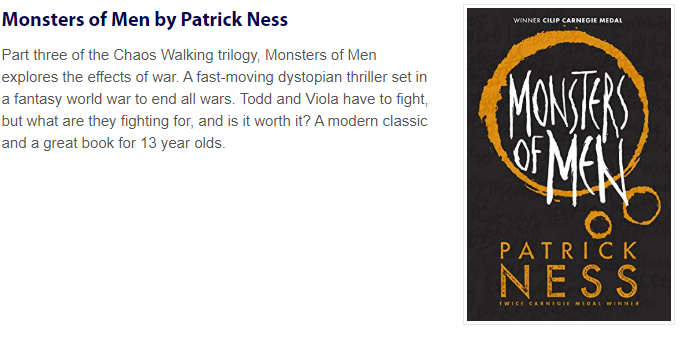 Monsters of Men by Patrick Ness
Part three of the Chaos Walking trilogy, Monsters of Men
explores the effects of war. A fast-moving dystopian thriller set in
a fantasy world war to end all wars. Todd and Viola have to fight,
but what are they fighting for, and is it worth it? A modern classic
and a great book for 13 year olds.
WINNER CILIP CARNEGIE MEDAL
MONSTERS
OF MEN
PATRICK
NESS
TWICE CARNEGIE MEDAL WINNER